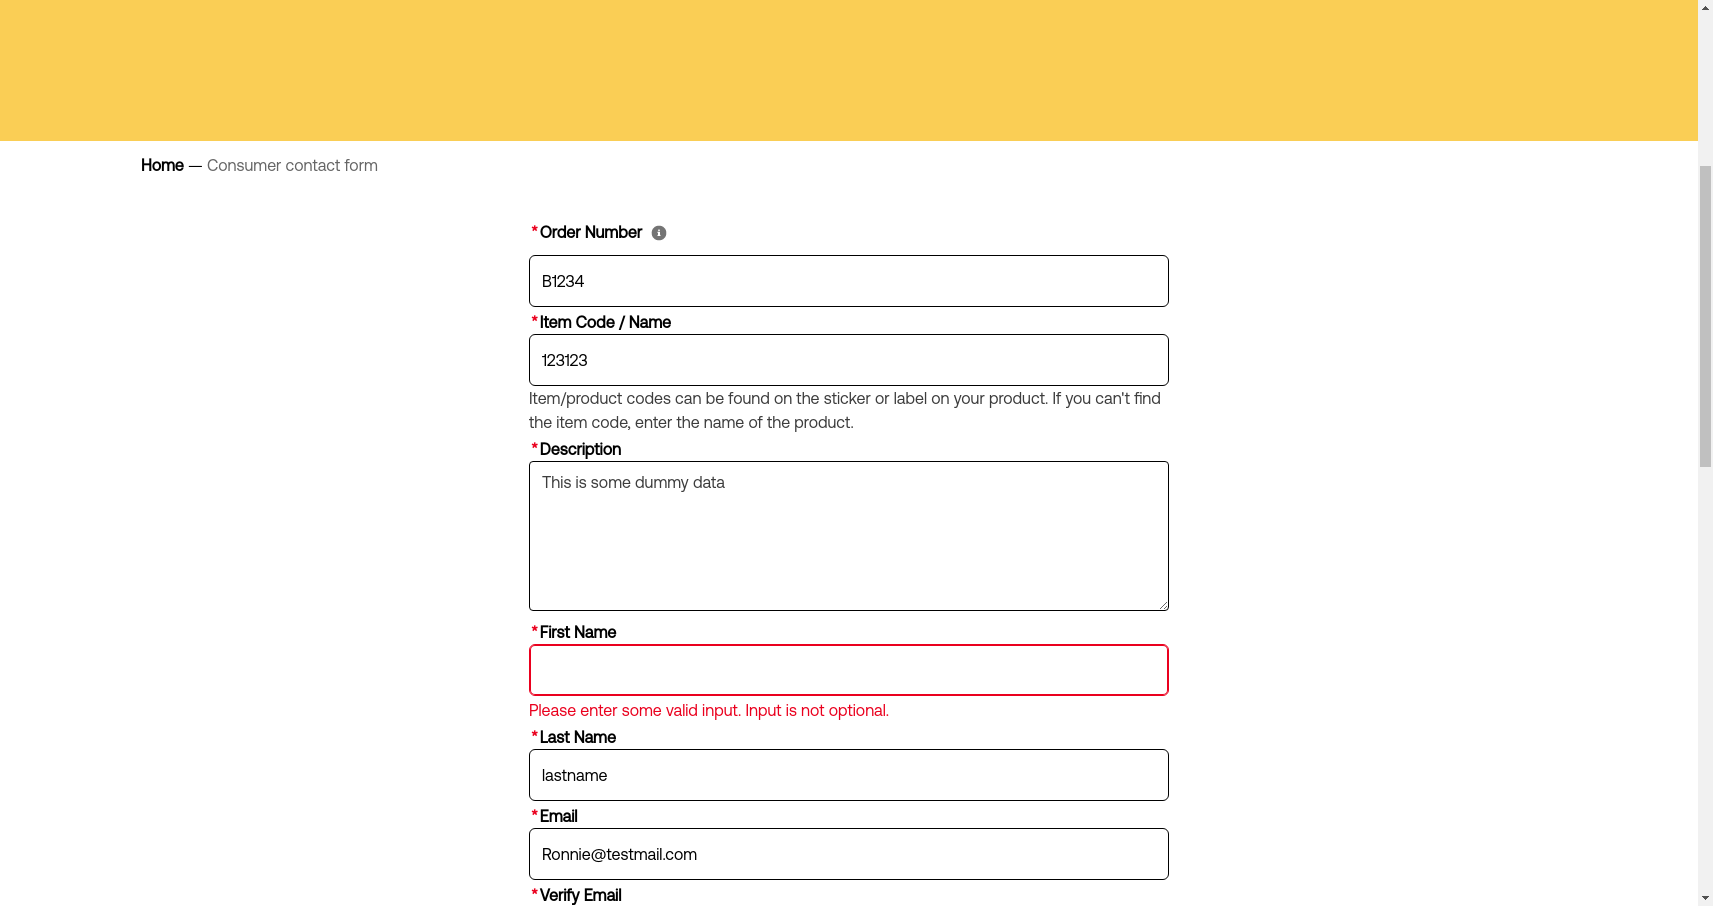 Home — Consumer contact form
*Order Number
B1234
*Item Code / Name
123123
Item/product codes can be found on the sticker or label on your product. If you can't find
the item code, enter the name of the product.
*Description
This is some dummy data
*First Name
Please enter some valid input. Input is not optional.
*Last Name
lastname
*Email
Ronnie@testmail.com
*Verify Email